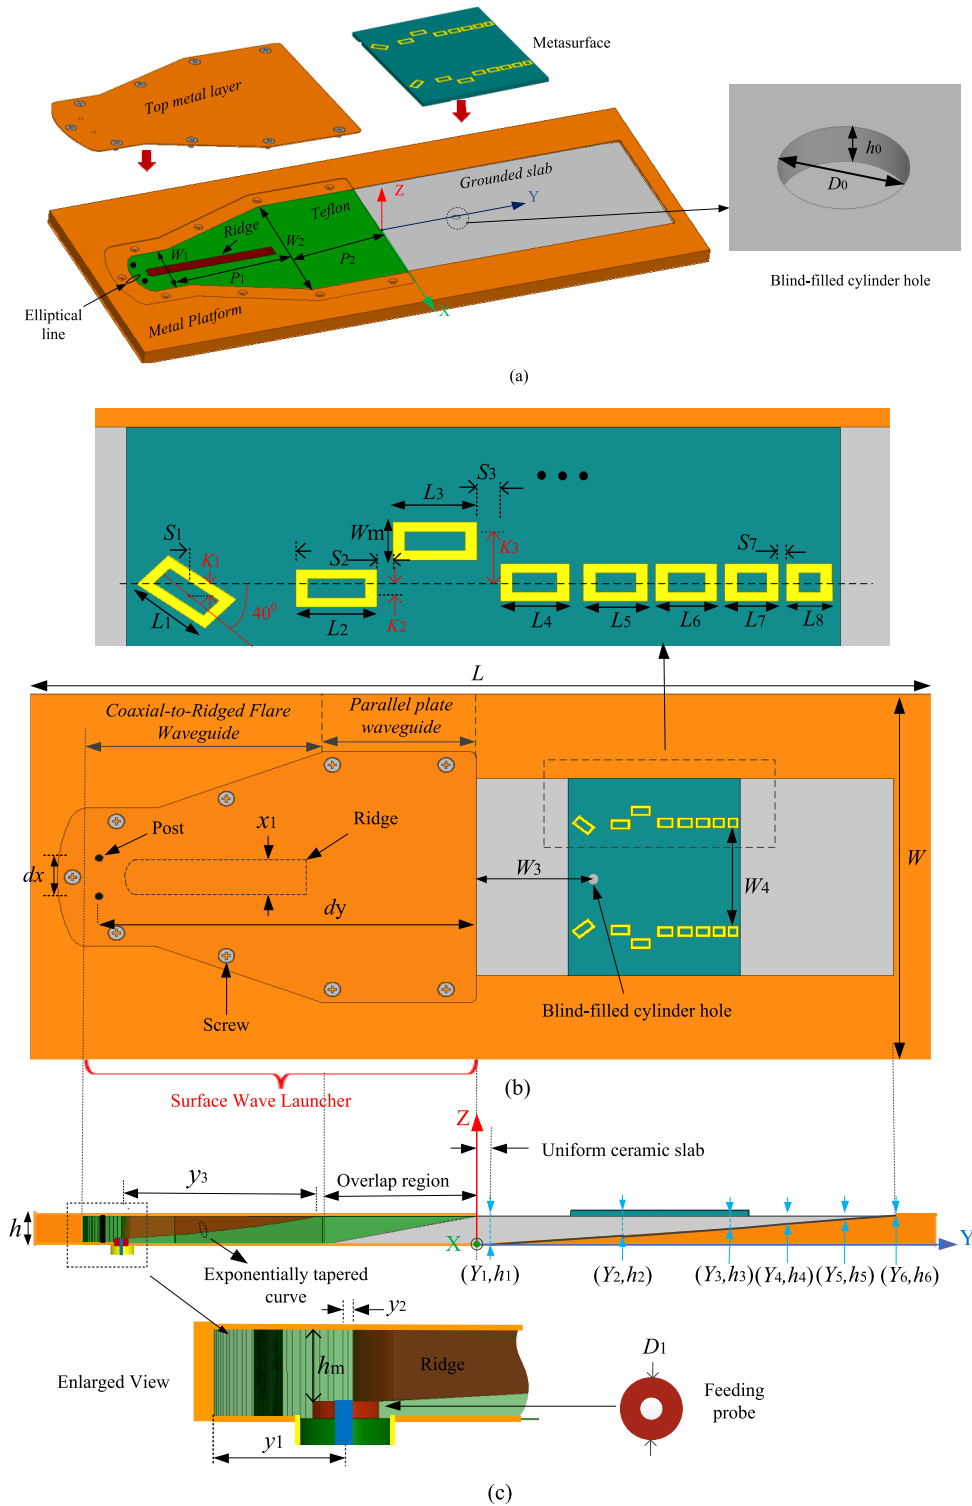 Metasurface
Top metal layer
Grounded slab
Z
Y
Teflon
Ridge
W1
W2
P1
P2
X
Elliptical
line
Metal Platform
h0
D0
Blind-filled cylinder hole
(a)
S1
K1
L1
40⁰
S2
L2
K2
Wm
L3
S3
K3
S7
L4
L5
L6
L7
L8
L
Coaxial-to-Ridged Flare
Waveguide
Parallel plate
waveguide
Post
x1
Ridge
dx
dy
W3
W4
W
Screw
Blind-filled cylinder hole
(b)
Surface Wave Launcher
Z
Uniform ceramic slab
y3
Overlap region
h
X
Y
Exponentially tapered
curve
(Y1,h1)
(Y2,h2)
(Y3,h3)
(Y4,h4)
(Y5,h5)
(Y6,h6)
y2
Enlarged View
hm
Ridge
D1
Feeding
probe
y1
(c)